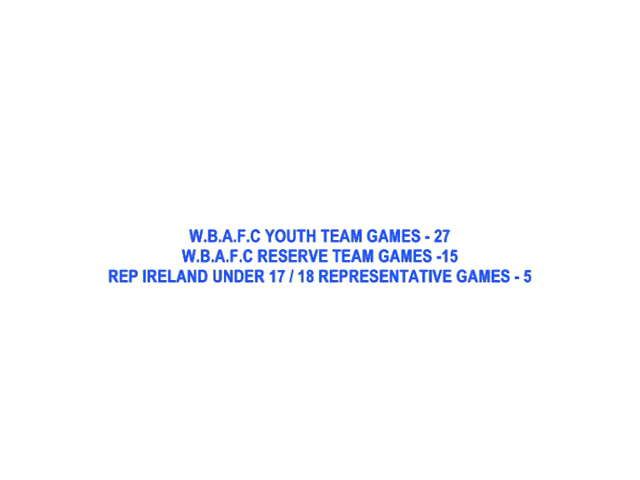 W.B.A.F.C YOUTH TEAM GAMES - 27
W.B.A.F.C RESERVE TEAM GAMES -15
REP IRELAND UNDER 17 / 18 REPRESENTATIVE GAMES - 5